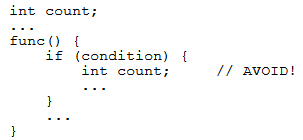 int count;
...
func() {
    if (condition) {
        int count;     // AVOID!
        ...
    }
    ...
}